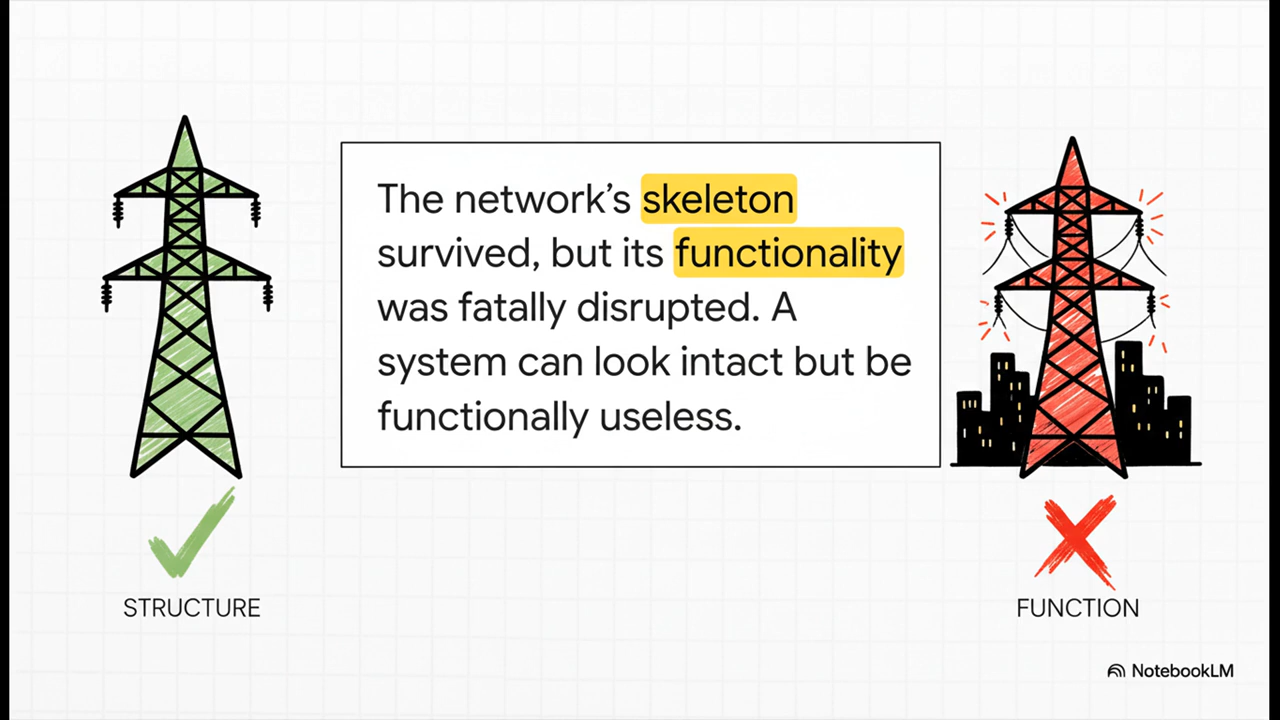 The network’s skeleton
survived, but its functionality
was fatally disrupted. A
system can look intact but be
functionally useless.
STRUCTURE
FUNCTION
NotebookLM